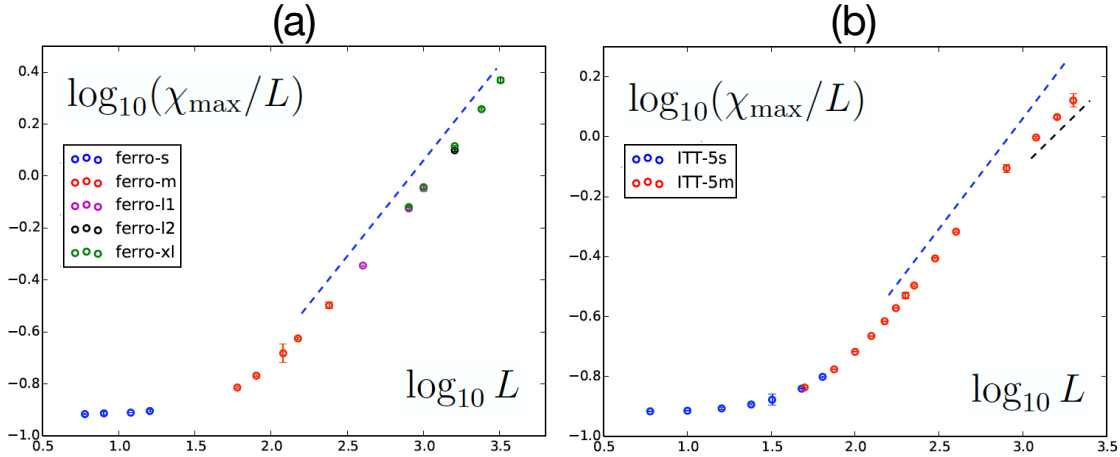 (a)
log₁₀(χmax/L)
ferro-s
ferro-m
ferro-l1
ferro-l2
ferro-xl
log₁₀ L
0.4
0.2
0.0
−0.2
−0.4
−0.6
−0.8
−1.0
0.5 1.0 1.5 2.0 2.5 3.0 3.5
(b)
log₁₀(χmax/L)
ITT-5s
ITT-5m
log₁₀ L
0.2
0.0
−0.2
−0.4
−0.6
−0.8
−1.0
0.5 1.0 1.5 2.0 2.5 3.0 3.5